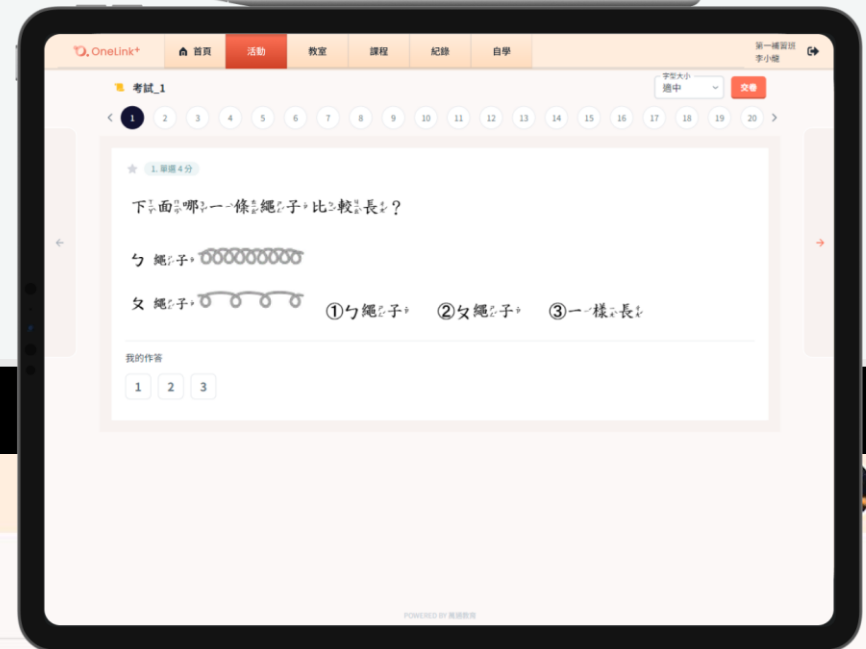 OneLink+
首頁
活動
教室
課程
紀錄
自學
第一補習班
李小龍
考試_1
字型大小
適中
交卷
1 2 3 4 5 6 7 8 9 10 11 12 13 14 15 16 17 18 19 20
1. 單選 4 分
下面哪一條繩子比較長？
ㄅ 繩子
ㄆ 繩子
①ㄅ繩子 ②ㄆ繩子 ③一樣長
我的作答
1 2 3